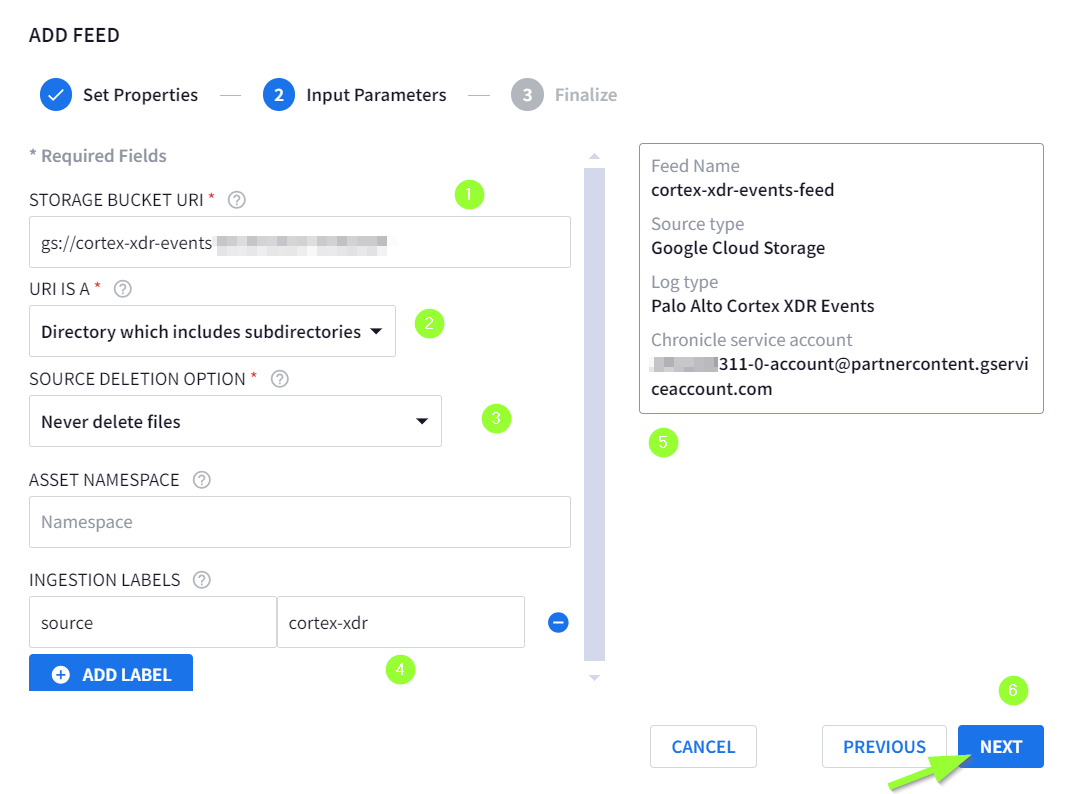 ADD FEED
Set Properties
2 Input Parameters
3 Finalize
* Required Fields
STORAGE BUCKET URI * ?
1
gs://cortex-xdr-events
URI IS A * ?
Directory which includes subdirectories
2
SOURCE DELETION OPTION * ?
Never delete files
3
ASSET NAMESPACE ?
Namespace
INGESTION LABELS ?
source cortex-xdr
ADD LABEL
4
Feed Name
cortex-xdr-events-feed
Source type
Google Cloud Storage
Log type
Palo Alto Cortex XDR Events
Chronicle service account
311-0-account@partnercontent.gservi
ceaccount.com
5
6
CANCEL PREVIOUS NEXT